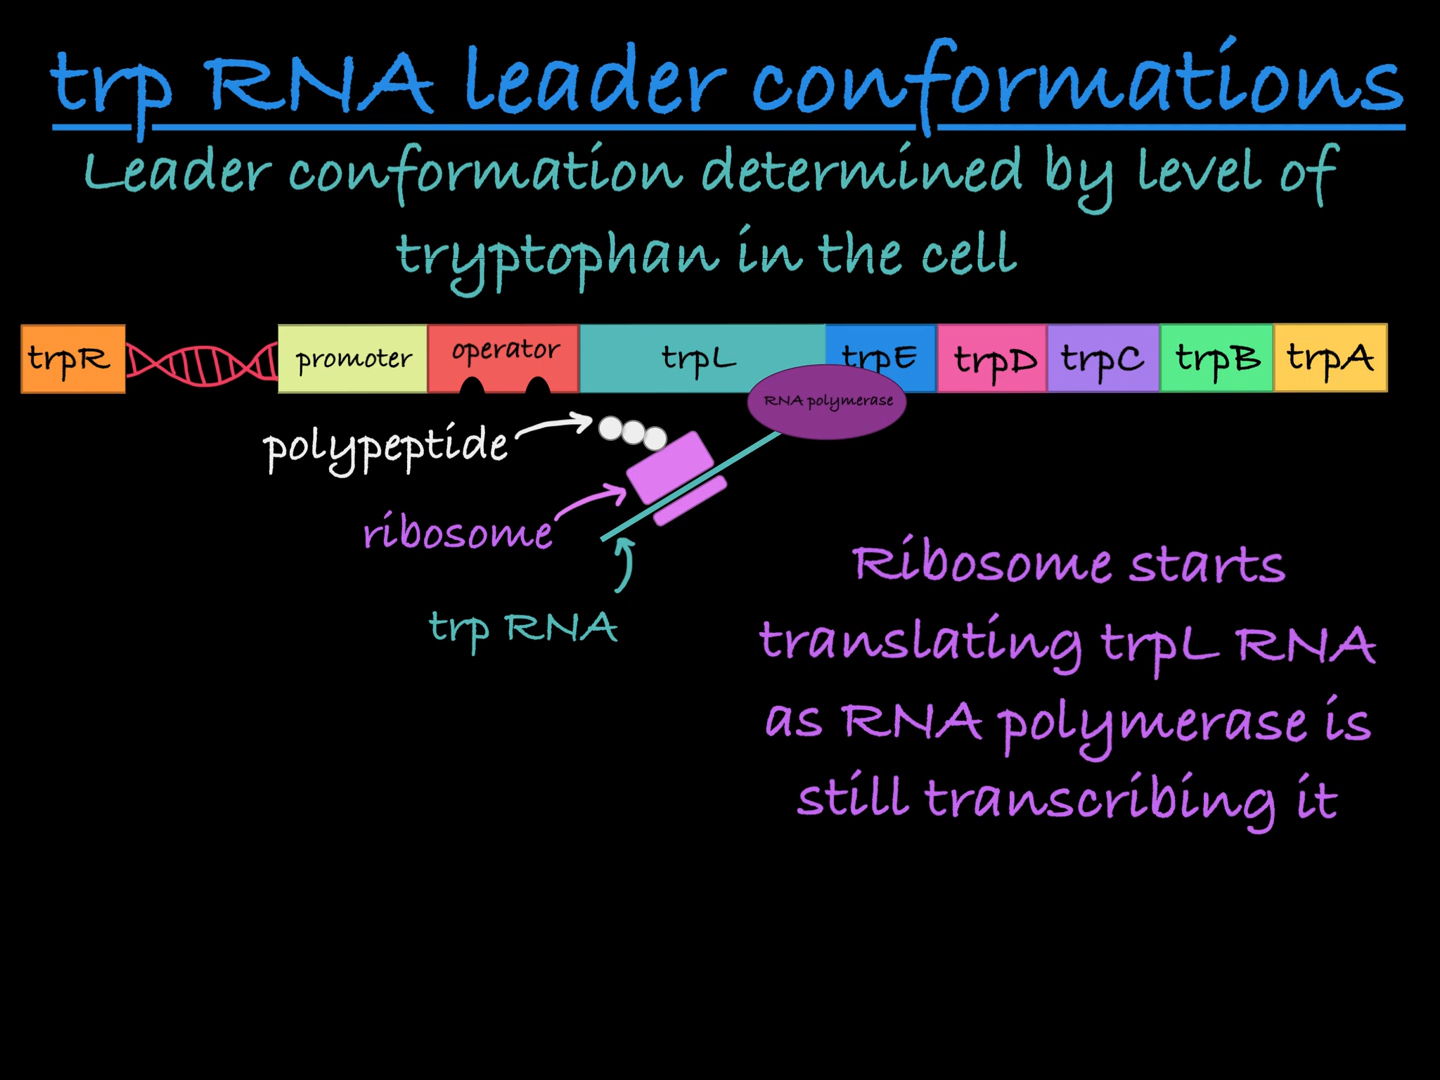 trp RNA leader conformations
Leader conformation determined by level of
tryptophan in the cell
trpR promoter operator trpL trpE trpD trpC trpB trpA
RNA polymerase
polypeptide
ribosome
trp RNA
Ribosome starts
translating trpL RNA
as RNA polymerase is
still transcribing it